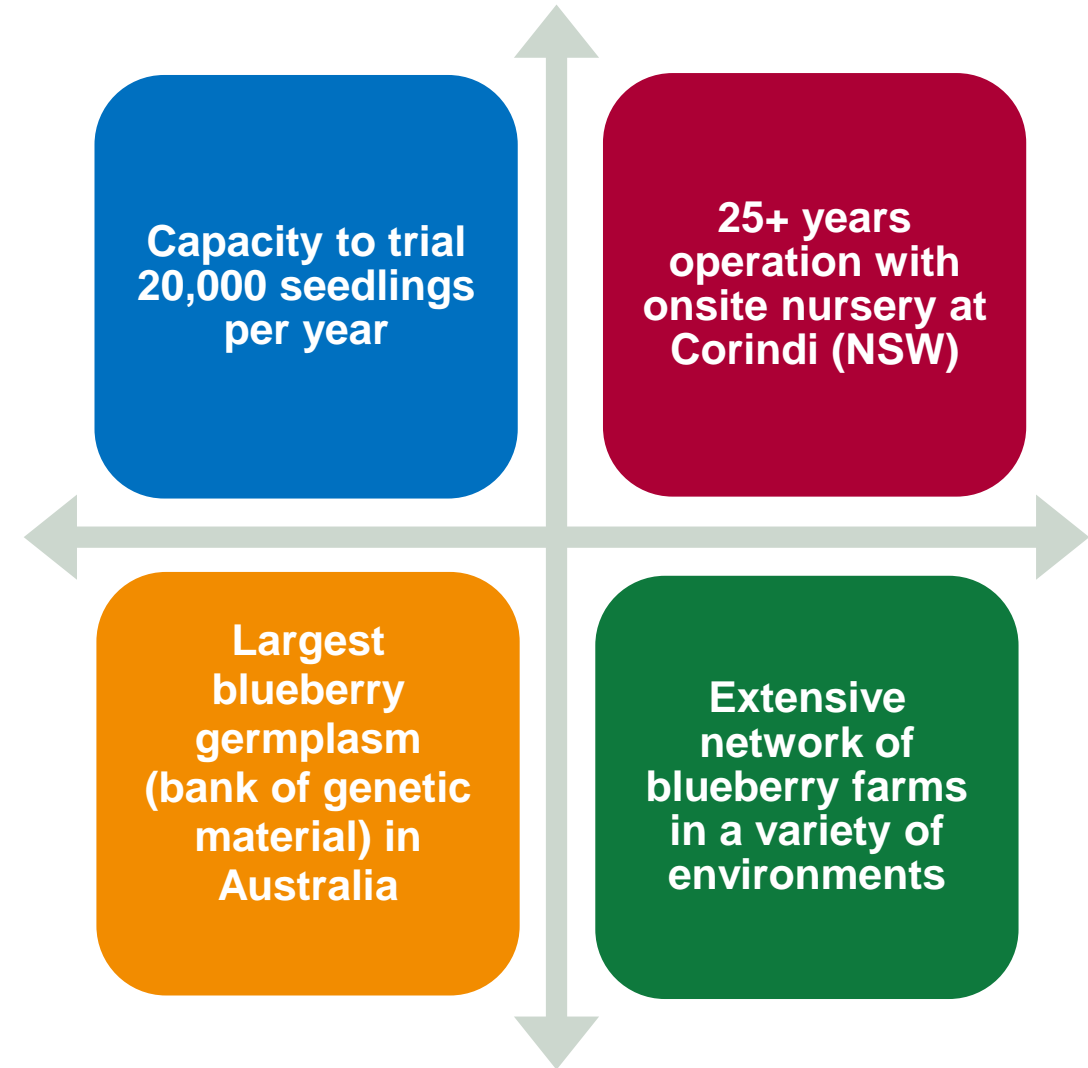 Capacity to trial
20,000 seedlings
per year
25+ years
operation with
onsite nursery at
Corindi (NSW)
Largest
blueberry
germplasm
(bank of genetic
material) in
Australia
Extensive
network of
blueberry farms
in a variety of
environments